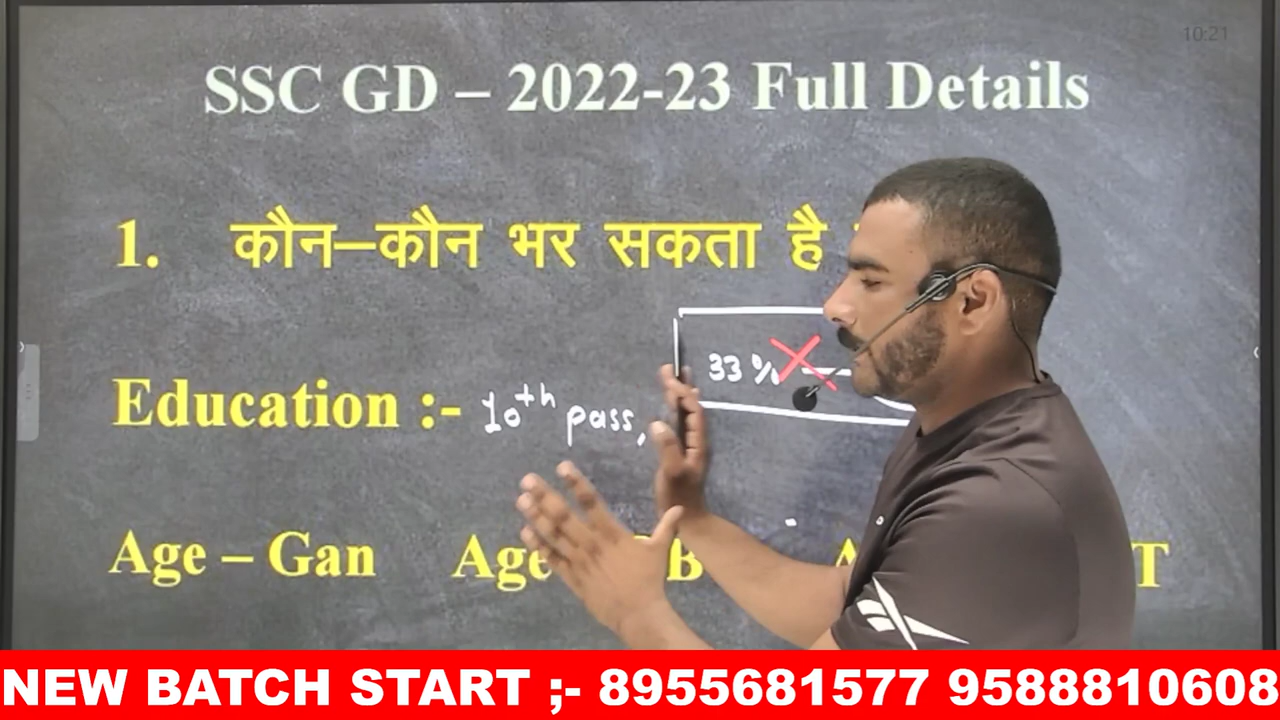 10:21
SSC GD – 2022-23 Full Details
1. कौन–कौन भर सकता है
33 %
Education :- 10th pass,
Age – Gan Age B T
NEW BATCH START ;- 8955681577 9588810608